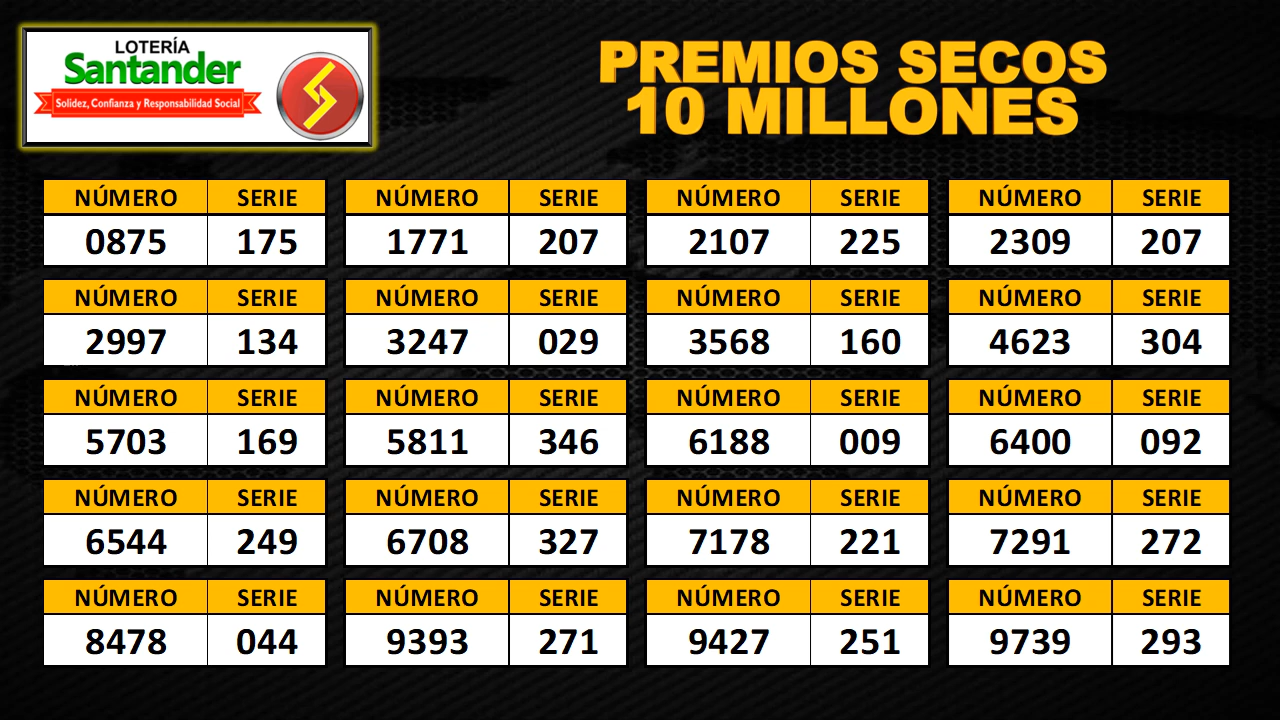 LOTERÍA
Santander
Solidez, Confianza y Responsabilidad Social
PREMIOS SECOS
10 MILLONES
NÚMERO SERIE NÚMERO SERIE NÚMERO SERIE NÚMERO SERIE
0875 175 1771 207 2107 225 2309 207
NÚMERO SERIE NÚMERO SERIE NÚMERO SERIE NÚMERO SERIE
2997 134 3247 029 3568 160 4623 304
NÚMERO SERIE NÚMERO SERIE NÚMERO SERIE NÚMERO SERIE
5703 169 5811 346 6188 009 6400 092
NÚMERO SERIE NÚMERO SERIE NÚMERO SERIE NÚMERO SERIE
6544 249 6708 327 7178 221 7291 272
NÚMERO SERIE NÚMERO SERIE NÚMERO SERIE NÚMERO SERIE
8478 044 9393 271 9427 251 9739 293